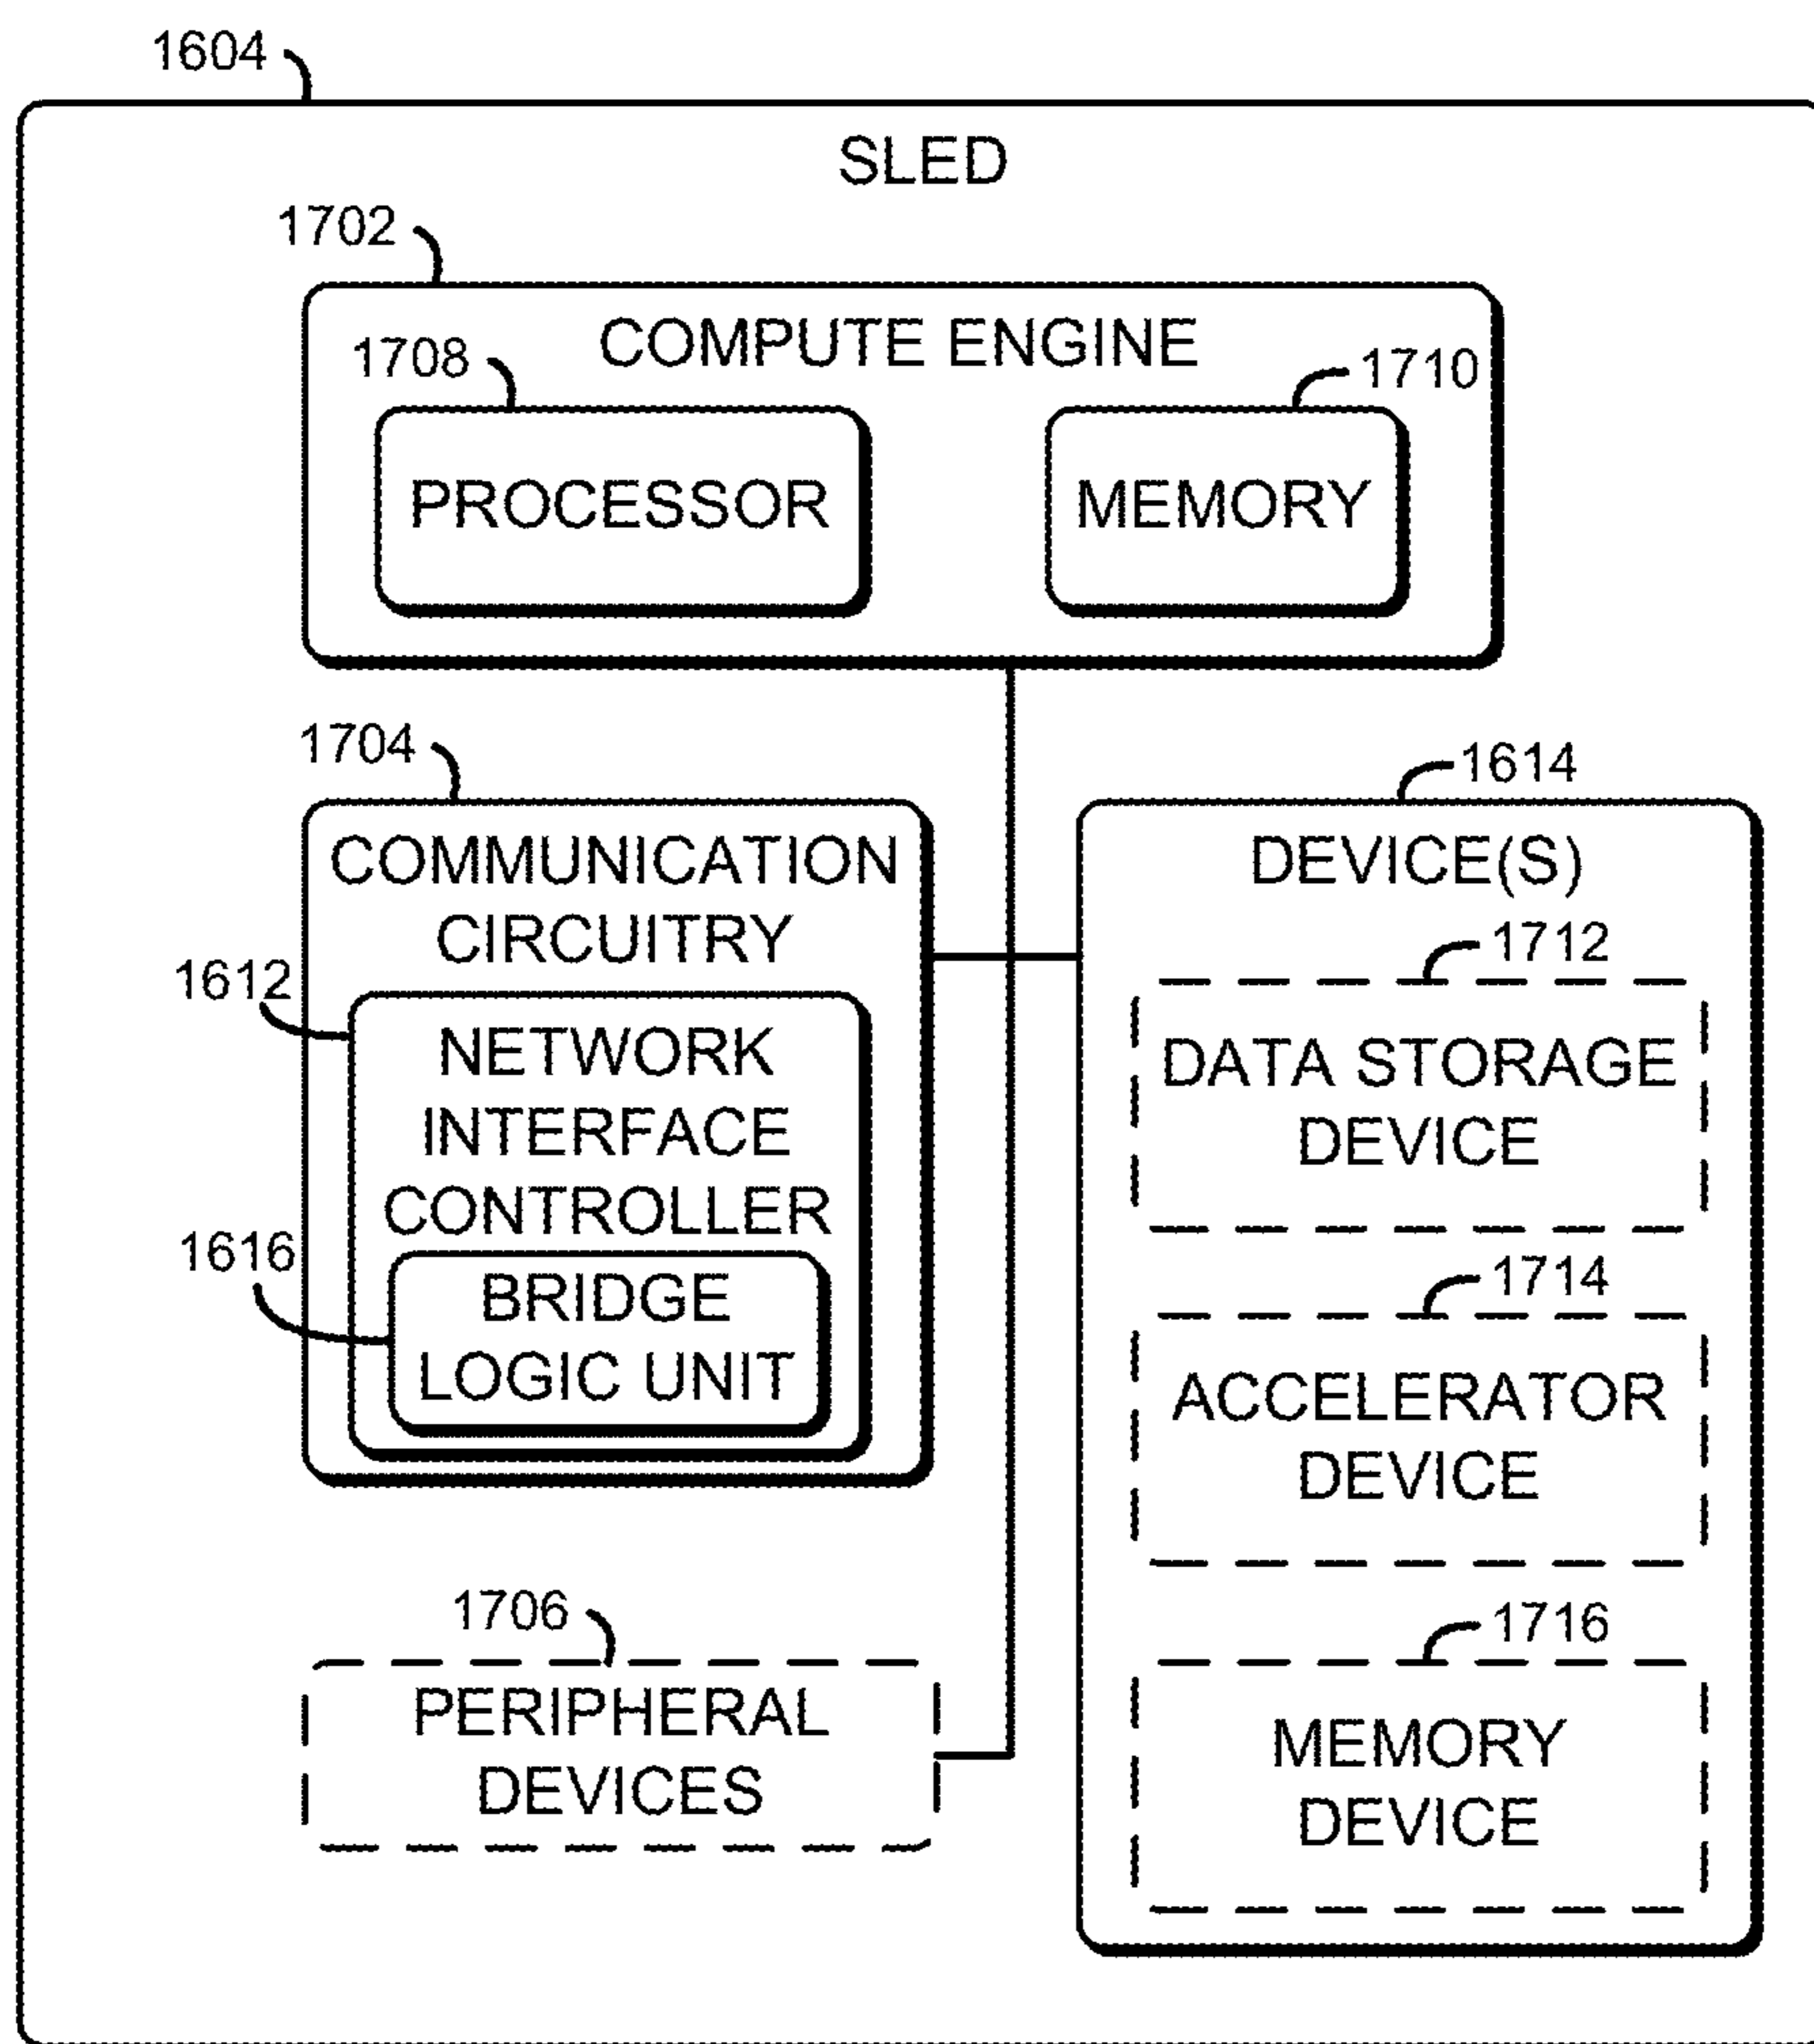 1604
SLED
1702
COMPUTE ENGINE
1708
1710
PROCESSOR
MEMORY
1704
COMMUNICATION
CIRCUITRY
1612
NETWORK
INTERFACE
CONTROLLER
1616
BRIDGE
LOGIC UNIT
1706
PERIPHERAL
DEVICES
1614
DEVICE(S)
1712
DATA STORAGE
DEVICE
1714
ACCELERATOR
DEVICE
1716
MEMORY
DEVICE